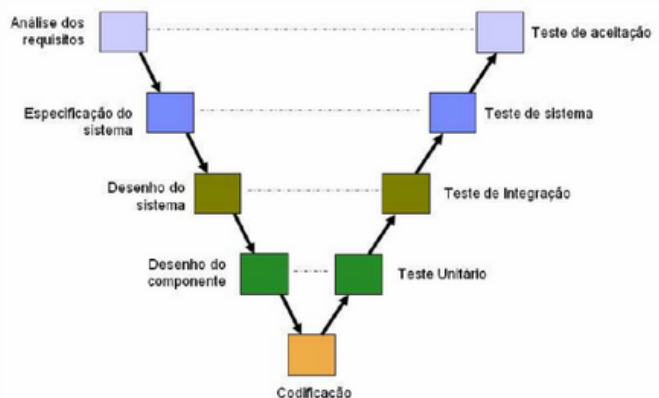 Análise dos
requisitos
Teste de aceitação
Especificação do
sistema
Teste de sistema
Desenho do
sistema
Teste de Integração
Desenho do
componente
Teste Unitário
Codificação